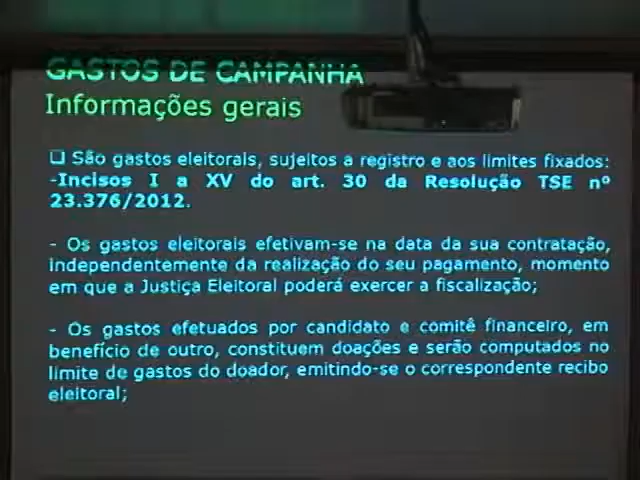 GASTOS DE CAMPANHA
Informações gerais
❑ São gastos eleitorais, sujeitos a registro e aos limites fixados:
-Incisos I a XV do art. 30 da Resolução TSE nº
23.376/2012.
- Os gastos eleitorais efetivam-se na data da sua contratação,
independentemente da realização do seu pagamento, momento
em que a Justiça Eleitoral poderá exercer a fiscalização;
- Os gastos efetuados por candidato e comitê financeiro, em
benefício de outro, constituem doações e serão computados no
limite de gastos do doador, emitindo-se o correspondente recibo
eleitoral;